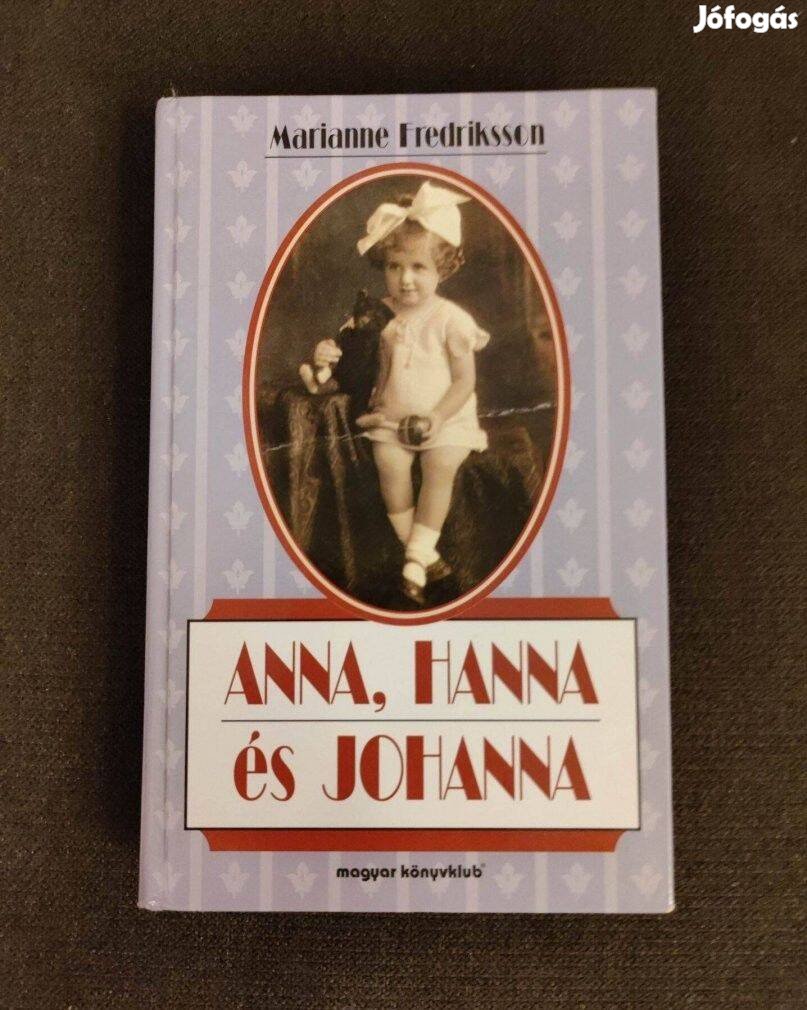 Jófogás
Marianne Fredriksson
ANNA, HANNA
és JOHANNA
magyar könyvklub®